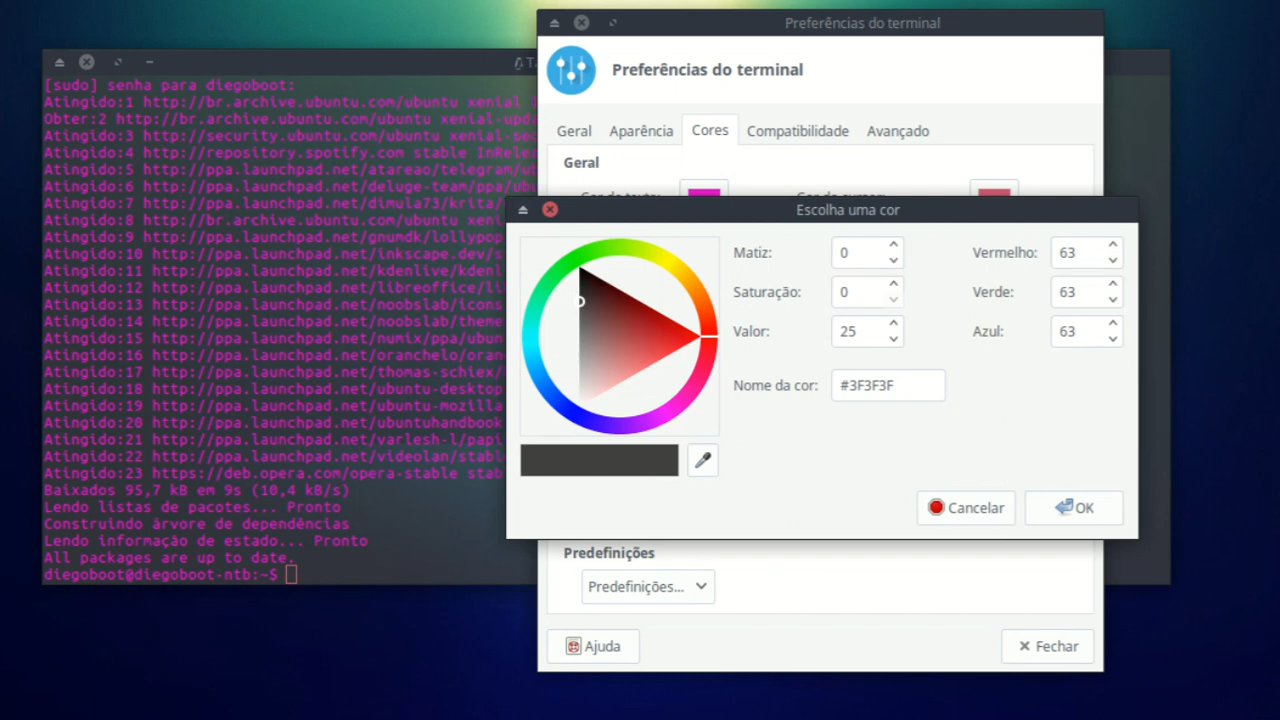 Preferências do terminal
Preferências do terminal
Geral Aparência Cores Compatibilidade Avançado
Geral
Escolha uma cor
Matiz: 0 Vermelho: 63
Saturação: 0 Verde: 63
Valor: 25 Azul: 63
Nome da cor: #3F3F3F
Cancelar OK
Predefinições
Predefinições...
Ajuda Fechar
[sudo] senha para diegoboot:
Atingido:1 http://br.archive.ubuntu.com/ubuntu xenial
Obter:2 http://br.archive.ubuntu.com/ubuntu xenial-upd
Atingido:3 http://security.ubuntu.com/ubuntu xenial-se
Atingido:4 http://repository.spotify.com stable InRele
Atingido:5 http://ppa.launchpad.net/atareao/telegram/ub
Atingido:6 http://ppa.launchpad.net/deluge-team/ppa/ubu
Atingido:7 http://ppa.launchpad.net/dimula73/krita/
Atingido:8 http://br.archive.ubuntu.com/ubuntu xeni
Atingido:9 http://ppa.launchpad.net/gnumdk/lollypop
Atingido:10 http://ppa.launchpad.net/inkscape.dev/s
Atingido:11 http://ppa.launchpad.net/kdenlive/kdenl
Atingido:12 http://ppa.launchpad.net/libreoffice/li
Atingido:13 http://ppa.launchpad.net/noobslab/icons
Atingido:14 http://ppa.launchpad.net/noobslab/theme
Atingido:15 http://ppa.launchpad.net/numix/ppa/ubun
Atingido:16 http://ppa.launchpad.net/oranchelo/oran
Atingido:17 http://ppa.launchpad.net/thomas-schiex/
Atingido:18 http://ppa.launchpad.net/ubuntu-desktop
Atingido:19 http://ppa.launchpad.net/ubuntu-mozilla
Atingido:20 http://ppa.launchpad.net/ubuntuhandbook
Atingido:21 http://ppa.launchpad.net/varlesh-l/papi
Atingido:22 http://ppa.launchpad.net/videolan/stabl
Atingido:23 https://deb.opera.com/opera-stable stab
Baixados 95,7 kB em 9s (10,4 kB/s)
Lendo listas de pacotes... Pronto
Construindo árvore de dependências
Lendo informação de estado... Pronto
All packages are up to date.
diegoboot@diegoboot-ntb:~$